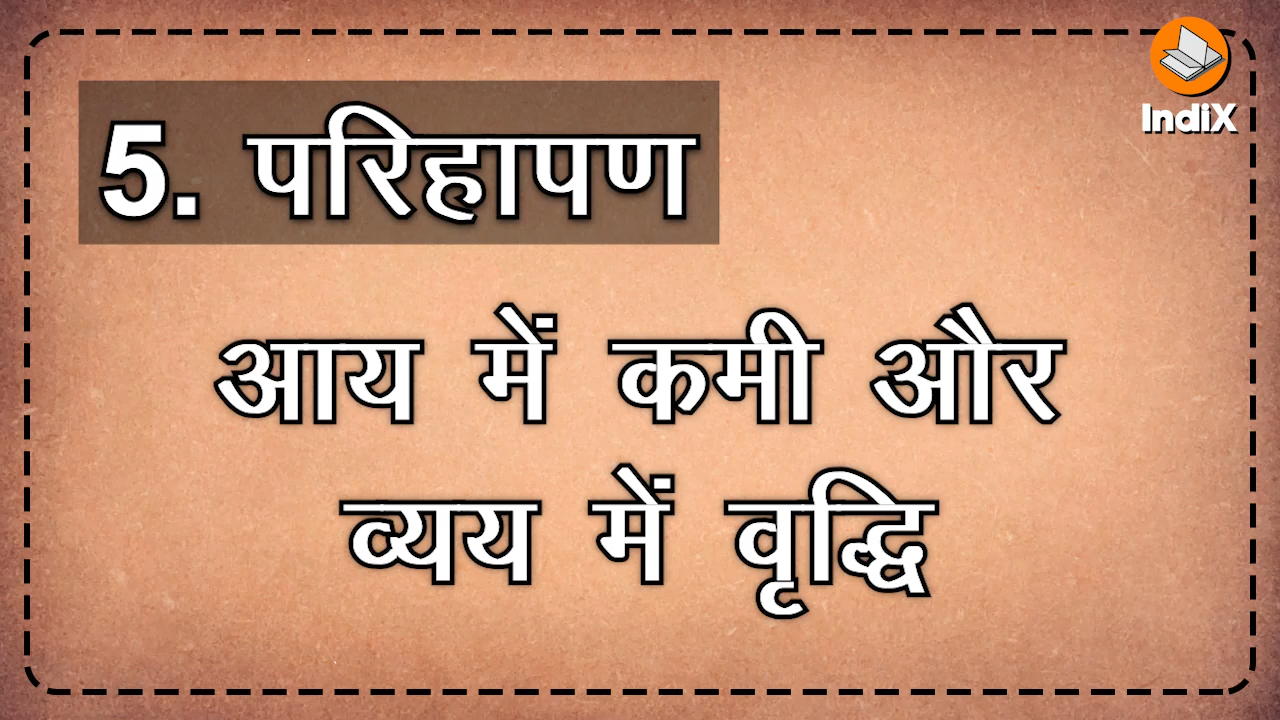 IndiX
5. परिहापण
आय में कमी और
व्यय में वृद्धि